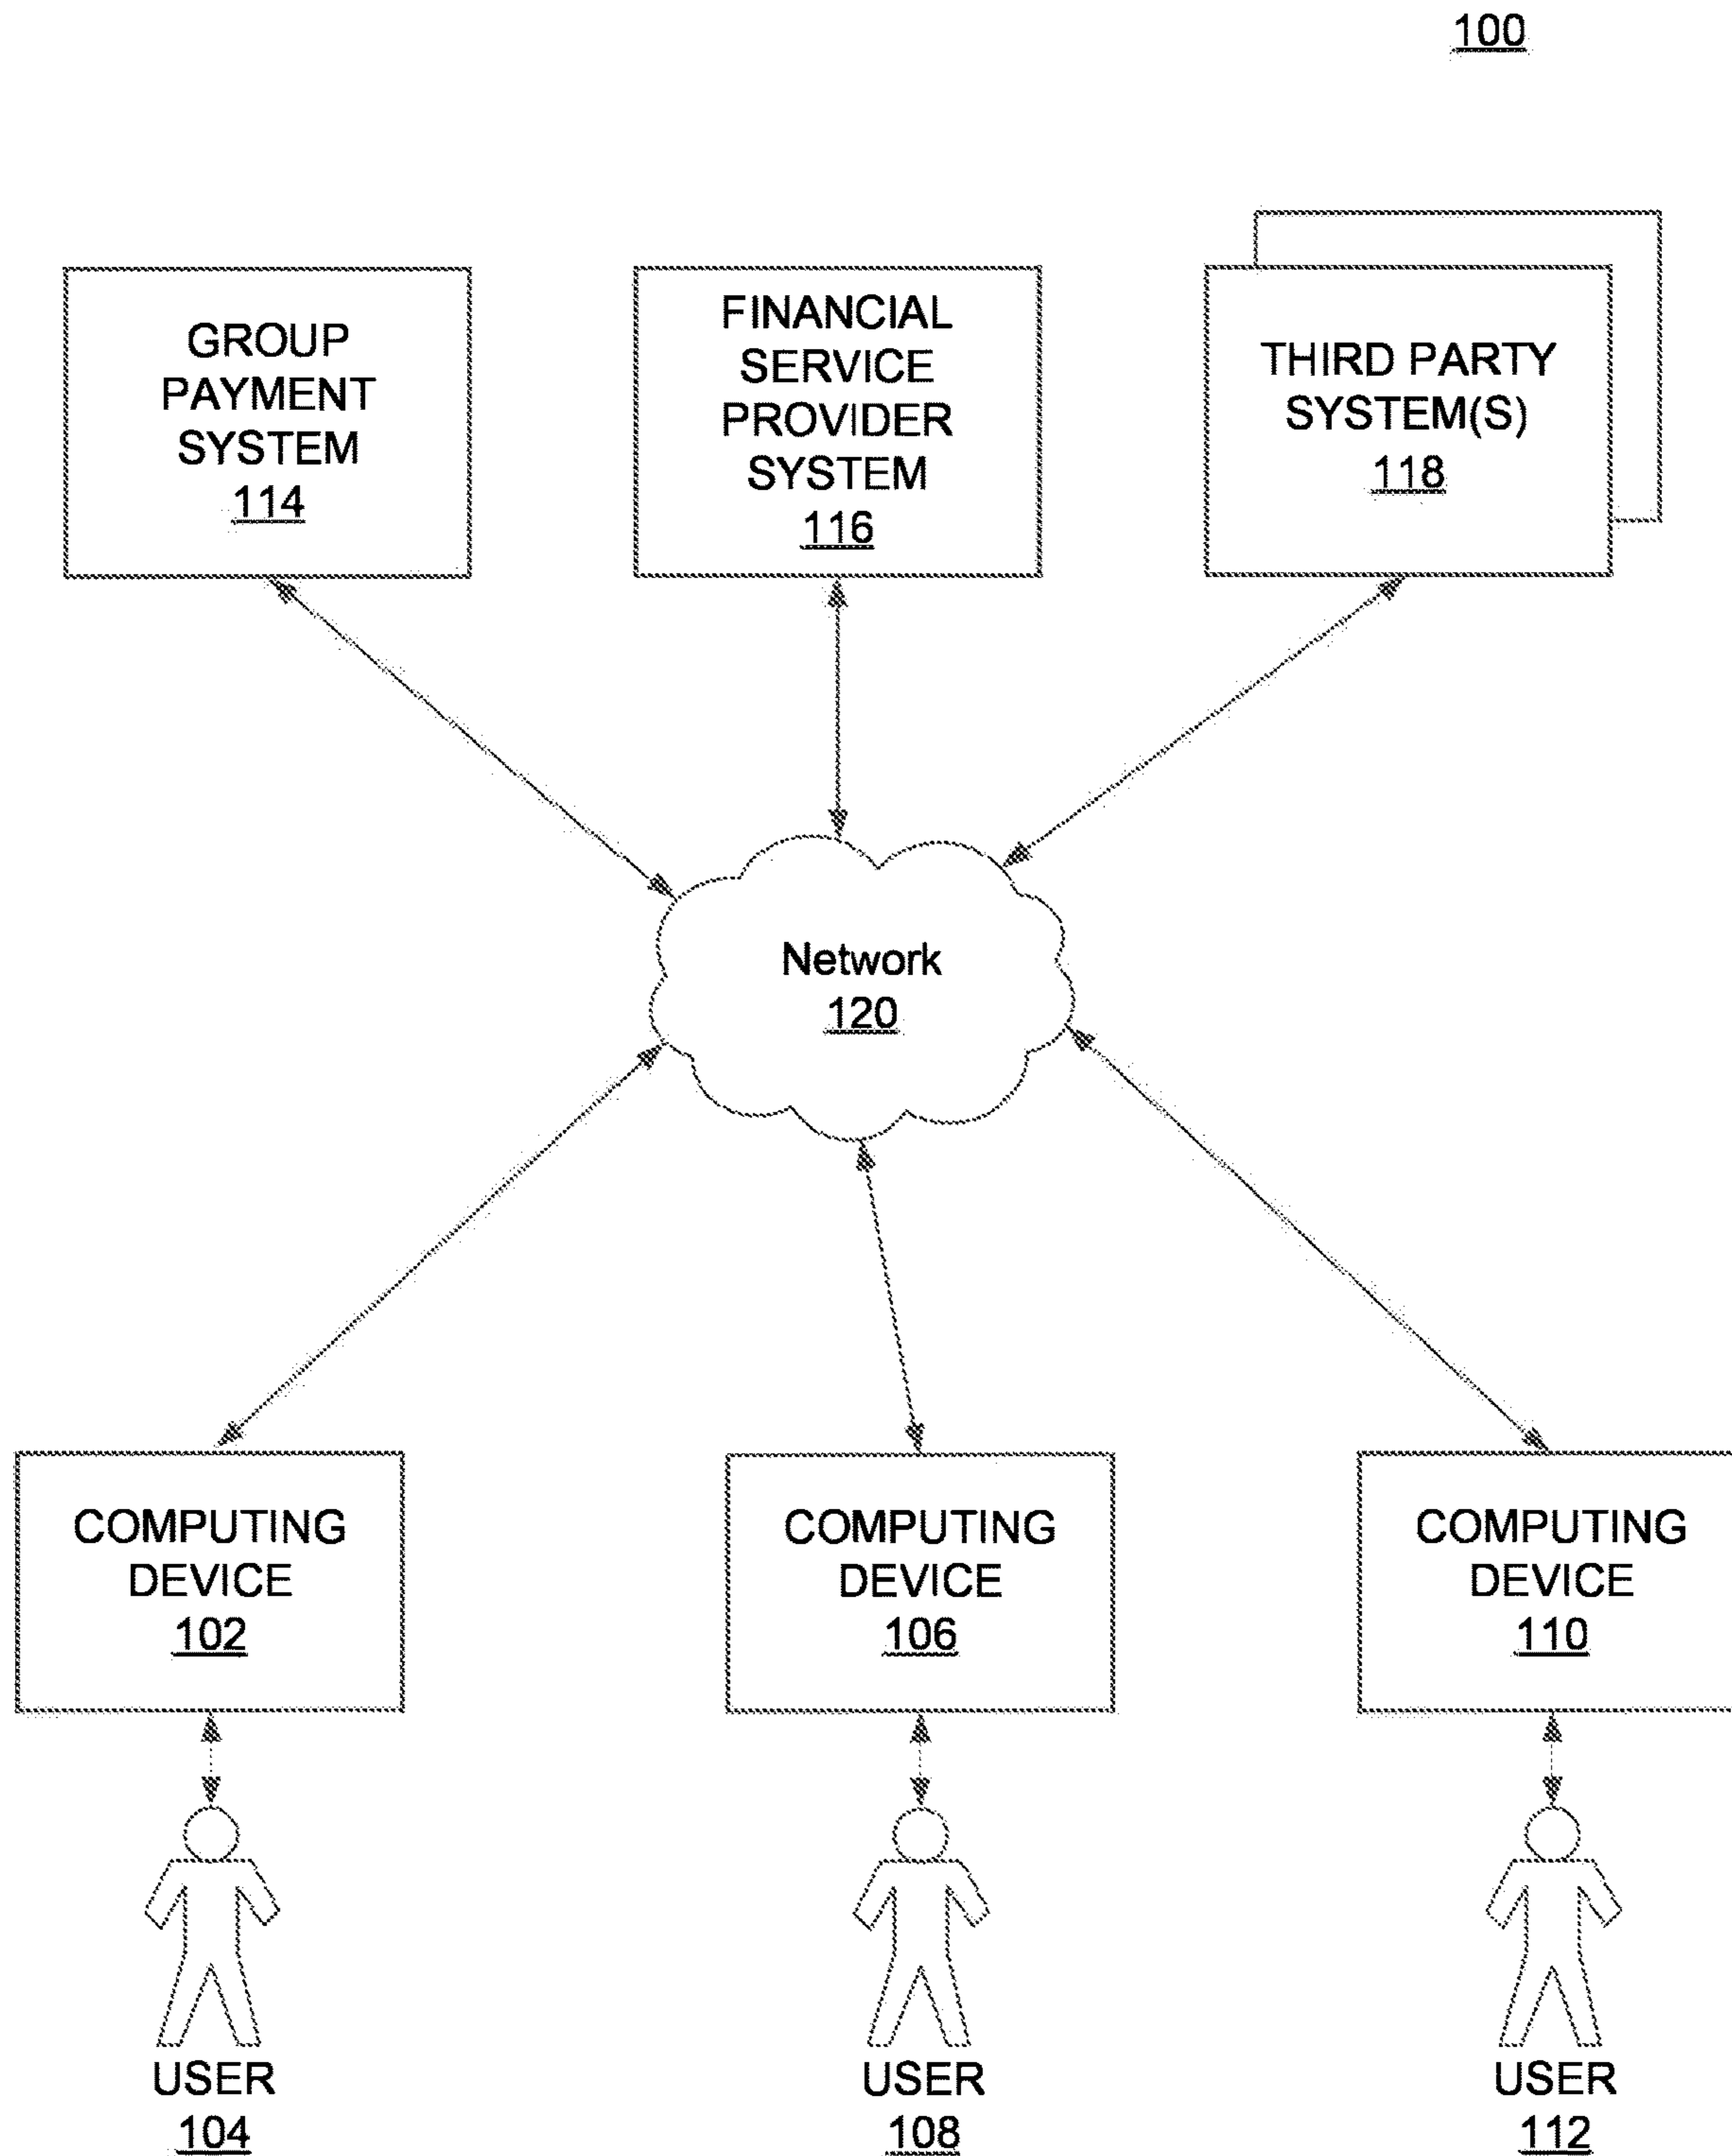 100
GROUP
PAYMENT
SYSTEM
114
FINANCIAL
SERVICE
PROVIDER
SYSTEM
116
THIRD PARTY
SYSTEM(S)
118
Network
120
COMPUTING
DEVICE
102
COMPUTING
DEVICE
106
COMPUTING
DEVICE
110
USER
104
USER
108
USER
112